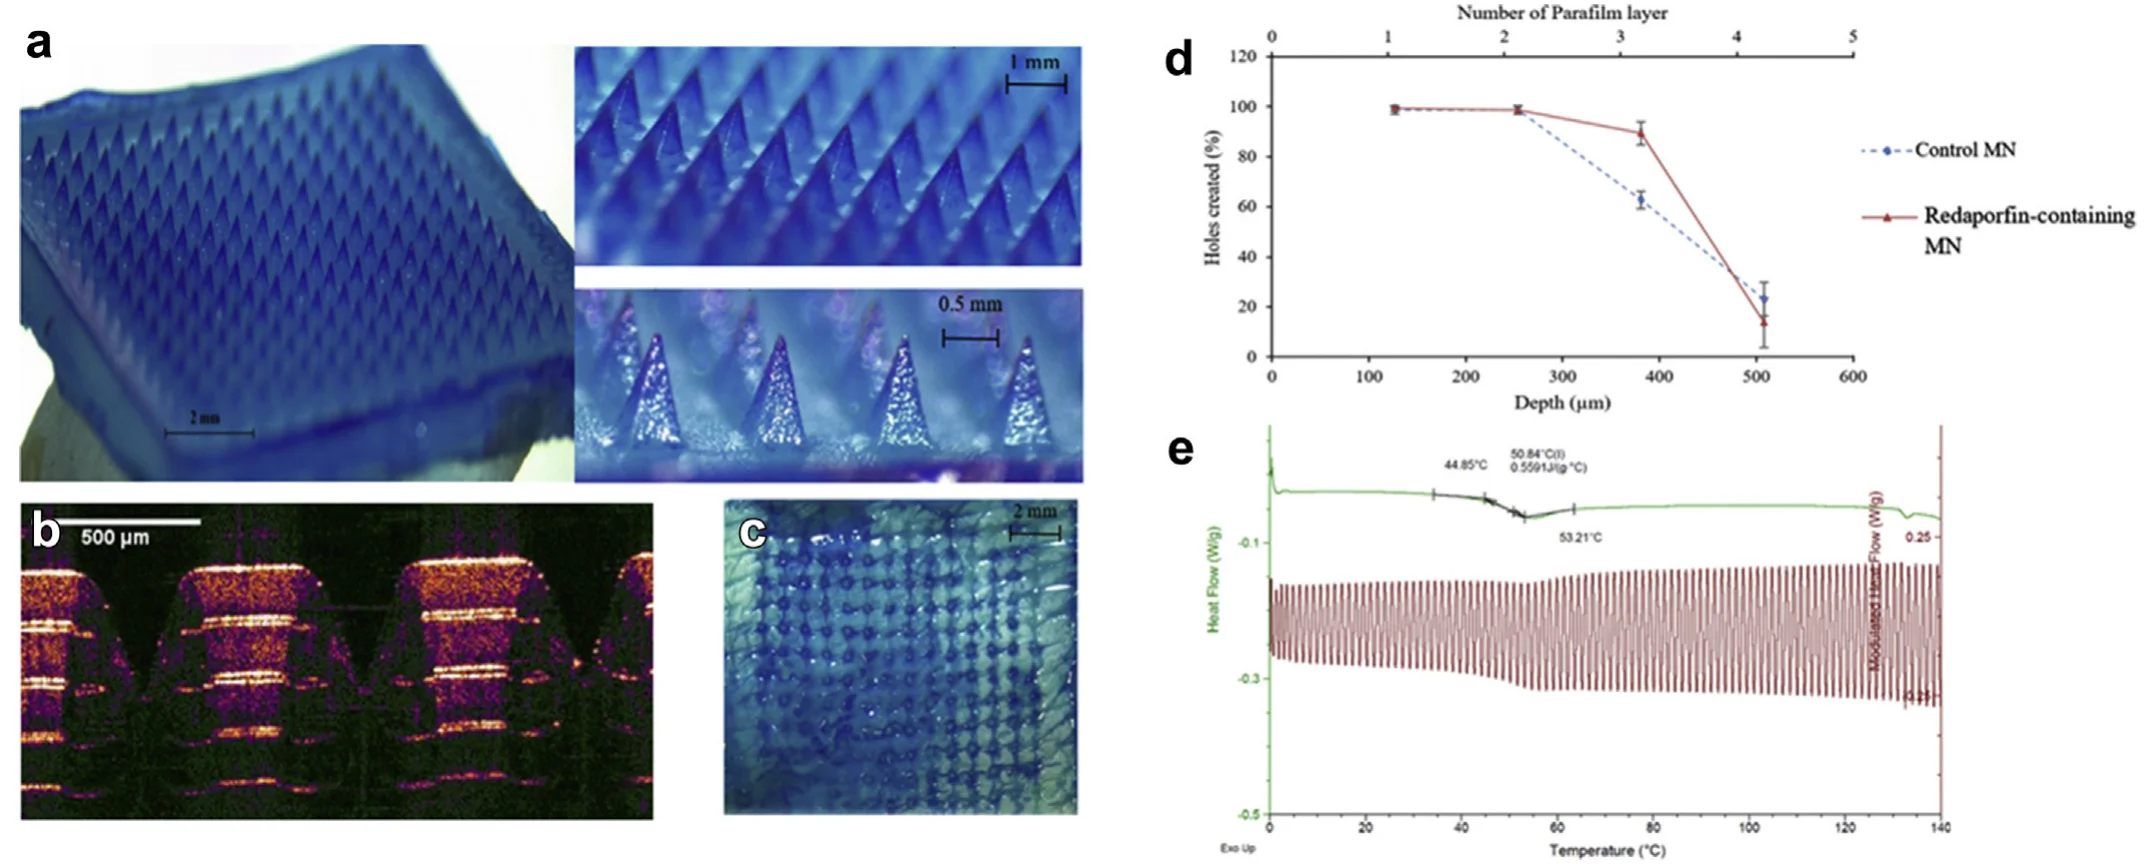 a
1 mm
0.5 mm
2 mm
b
500 µm
c
2 mm
d
Number of Parafilm layer
0 1 2 3 4 5
120
100
80
60
40
20
0
Holes created (%)
0 100 200 300 400 500 600
Depth (µm)
Control MN
Redaporfin-containing
MN
e
44.85°C
50.84°C(I)
0.5591J/(g·°C)
53.21°C
Heat Flow (W/g)
-0.1
-0.3
-0.5
Modulated Heat Flow (W/g)
0.25
-0.25
0 20 40 60 80 100 120 140
Exo Up
Temperature (°C)